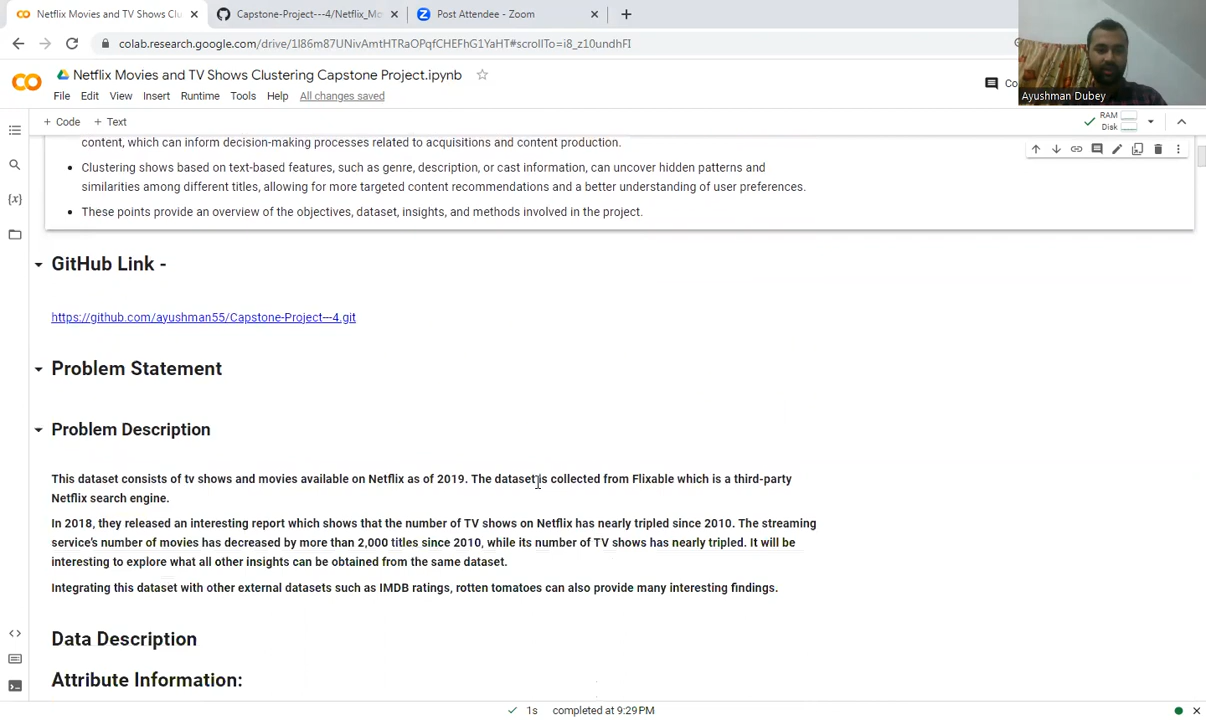 Netflix Movies and TV Shows Clu
Capstone-Project---4/Netflix_Mo
Post Attendee - Zoom
colab.research.google.com/drive/1l86m87UNivAmtHTRaOPqfCHEFhG1YaHT#scrollTo=i8_z10undhFI
Netflix Movies and TV Shows Clustering Capstone Project.ipynb
Co
Ayushman Dubey
File Edit View Insert Runtime Tools Help All changes saved
+ Code + Text
RAM
Disk
content, which can inform decision-making processes related to acquisitions and content production.
• Clustering shows based on text-based features, such as genre, description, or cast information, can uncover hidden patterns and
similarities among different titles, allowing for more targeted content recommendations and a better understanding of user preferences.
• These points provide an overview of the objectives, dataset, insights, and methods involved in the project.
GitHub Link -
https://github.com/ayushman55/Capstone-Project---4.git
Problem Statement
Problem Description
This dataset consists of tv shows and movies available on Netflix as of 2019. The dataset is collected from Flixable which is a third-party
Netflix search engine.
In 2018, they released an interesting report which shows that the number of TV shows on Netflix has nearly tripled since 2010. The streaming
service's number of movies has decreased by more than 2,000 titles since 2010, while its number of TV shows has nearly tripled. It will be
interesting to explore what all other insights can be obtained from the same dataset.
Integrating this dataset with other external datasets such as IMDB ratings, rotten tomatoes can also provide many interesting findings.
Data Description
Attribute Information:
1s completed at 9:29PM